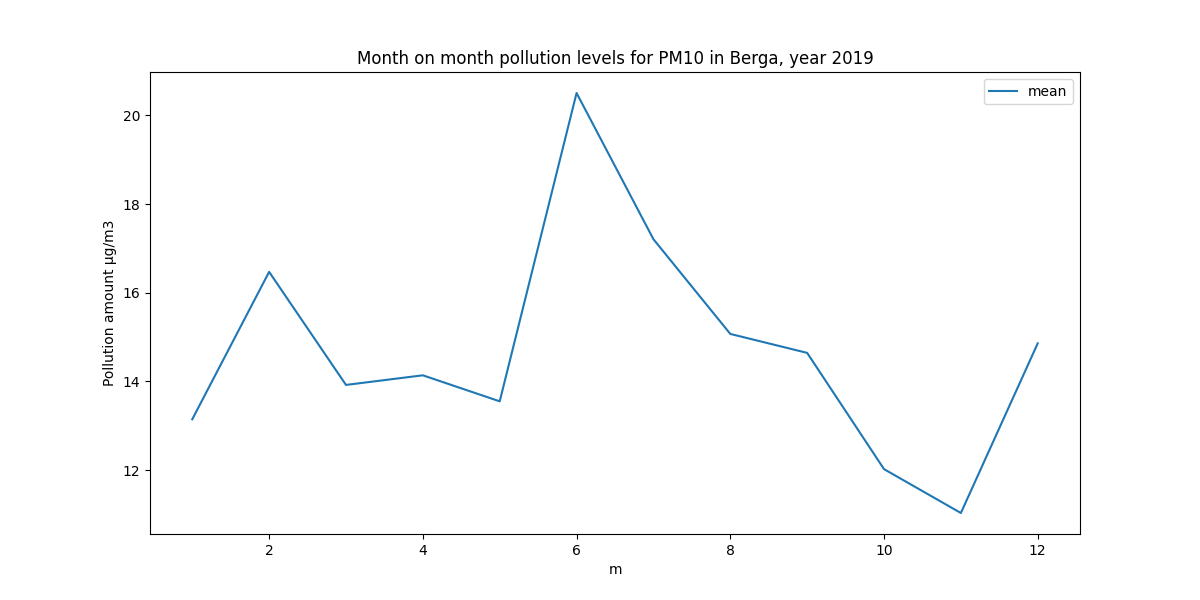 Month on month pollution levels for PM10 in Berga, year 2019
mean
Pollution amount µg/m3
20
18
16
14
12
2 4 6 8 10 12
m